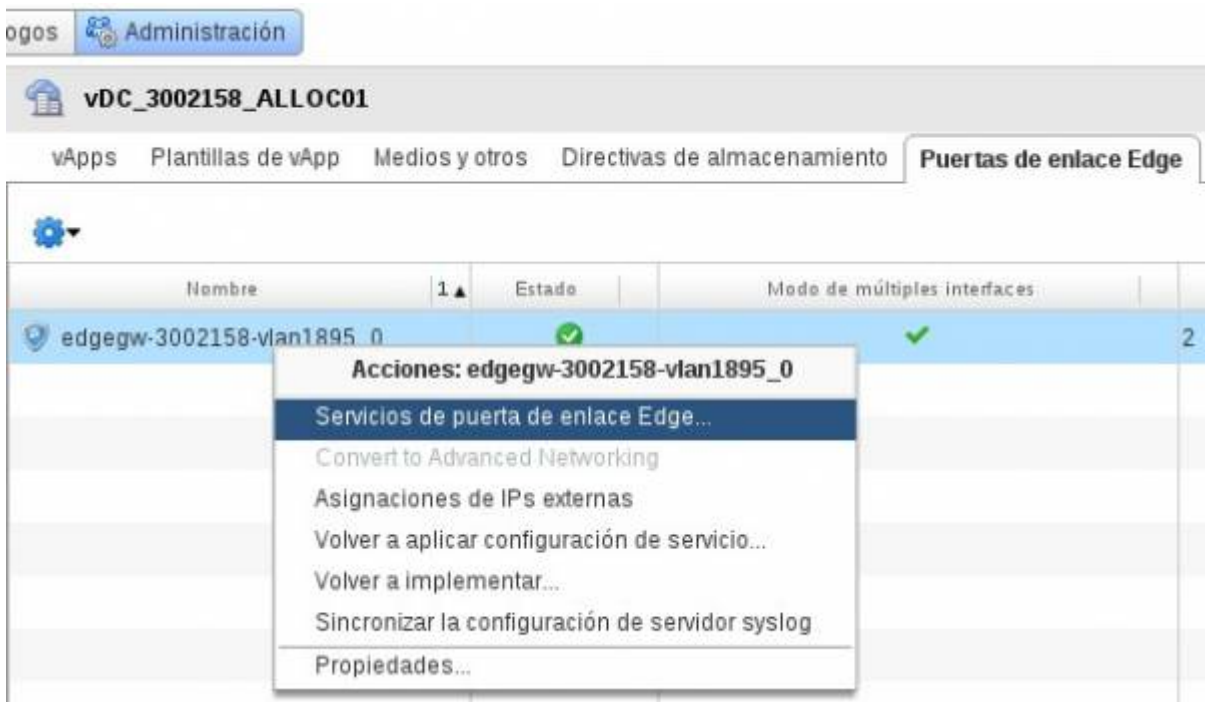 ogos Administración
vDC_3002158_ALLOC01
vApps Plantillas de vApp Medios y otros Directivas de almacenamiento Puertas de enlace Edge
Nombre 1 Estado Modo de múltiples interfaces
edgegw-3002158-vlan1895_0 2
Acciones: edgegw-3002158-vlan1895_0
Servicios de puerta de enlace Edge...
Convert to Advanced Networking
Asignaciones de IPs externas
Volver a aplicar configuración de servicio...
Volver a implementar...
Sincronizar la configuración de servidor syslog
Propiedades...